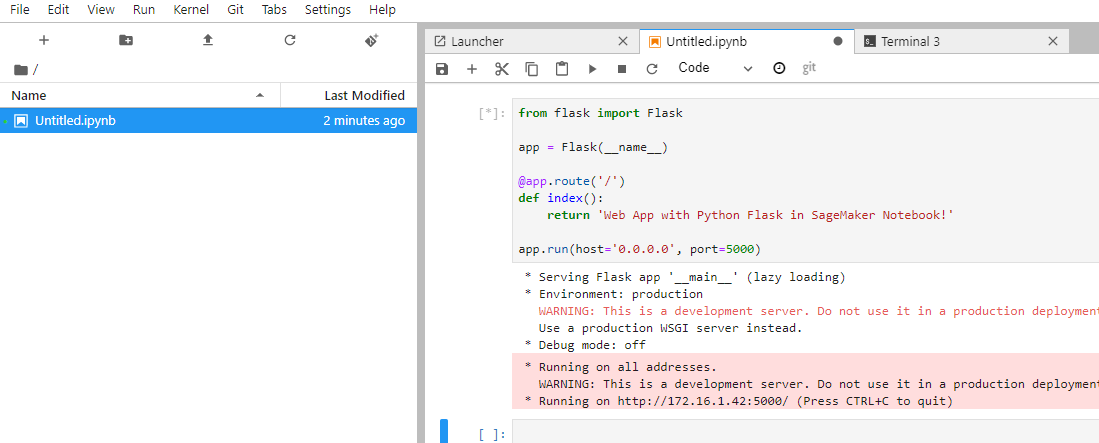 File Edit View Run Kernel Git Tabs Settings Help
Launcher
Untitled.ipynb
Terminal 3
Code
git
/
Name Last Modified
Untitled.ipynb 2 minutes ago
[*]:
from flask import Flask
app = Flask(__name__)
@app.route('/')
def index():
    return 'Web App with Python Flask in SageMaker Notebook!'
app.run(host='0.0.0.0', port=5000)
* Serving Flask app '__main__' (lazy loading)
* Environment: production
WARNING: This is a development server. Do not use it in a production deployment
Use a production WSGI server instead.
* Debug mode: off
* Running on all addresses.
WARNING: This is a development server. Do not use it in a production deployment
* Running on http://172.16.1.42:5000/ (Press CTRL+C to quit)
[ ]: